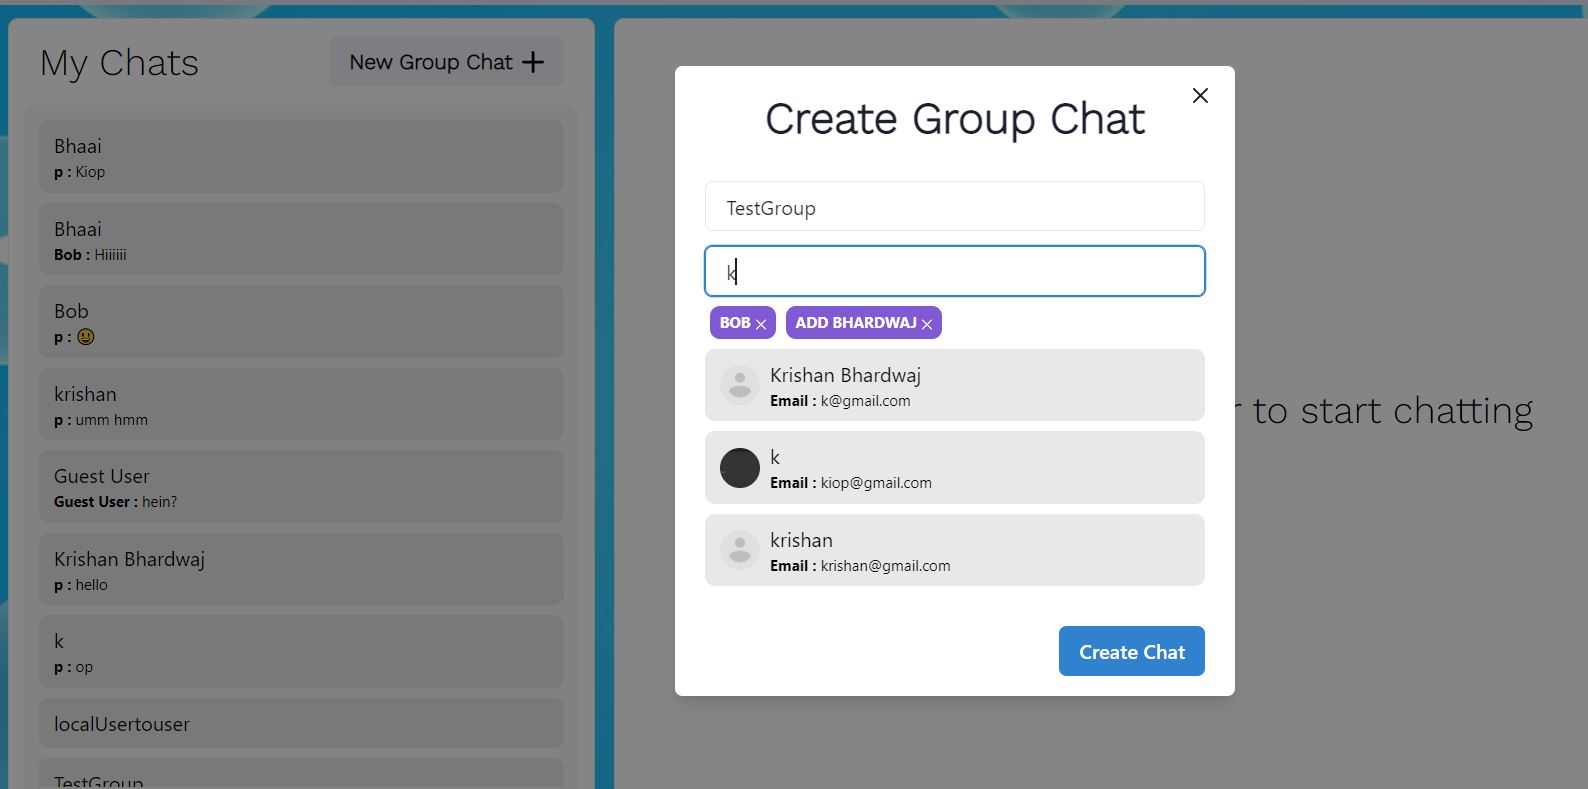 My Chats
New Group Chat +
Bhaai
p : Kiop
Bhaai
Bob : Hiiiiii
Bob
p : 😃
krishan
p : umm hmm
Guest User
Guest User : hein?
Krishan Bhardwaj
p : hello
k
p : op
localUsertouser
TestGroup
Create Group Chat
TestGroup
k
BOB × ADD BHARDWAJ ×
Krishan Bhardwaj
Email : k@gmail.com
k
Email : kiop@gmail.com
krishan
Email : krishan@gmail.com
Create Chat
to start chatting